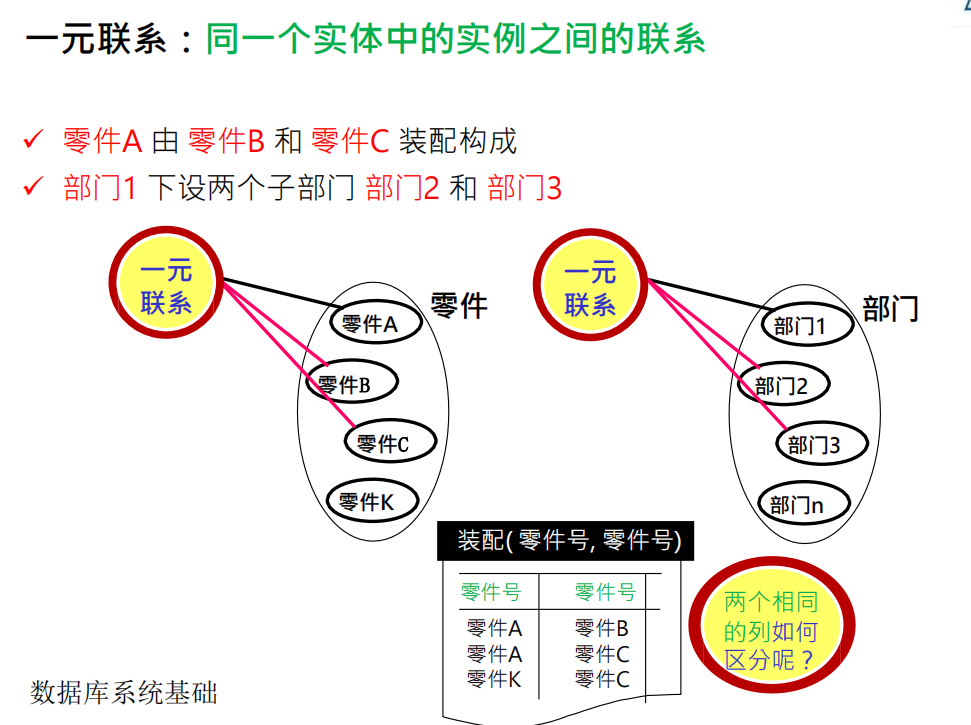 一元联系：同一个实体中的实例之间的联系
✓ 零件A 由 零件B 和 零件C 装配构成
✓ 部门1 下设两个子部门 部门2 和 部门3
一元
联系
零件
零件A
零件B
零件C
零件K
一元
联系
部门
部门1
部门2
部门3
部门n
装配( 零件号, 零件号)
零件号 零件号
零件A 零件B
零件A 零件C
零件K 零件C
两个相同
的列如何
区分呢？
数据库系统基础